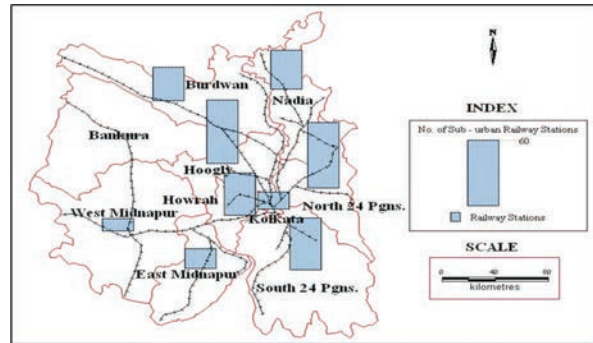 N
Burdwan
Nadia
INDEX
No. of Sub - urban Railway Stations
60
Railway Stations
Bankura
Hoogly
Howrah
North 24 Pgns.
West Midnapur
Kolkata
SCALE
0 40 80
kilometres
East Midnapur
South 24 Pgns.